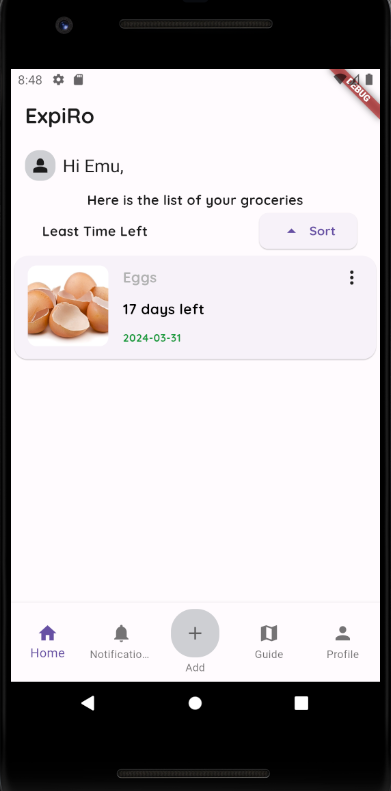 8:48
DEBUG
ExpiRo
Hi Emu,
Here is the list of your groceries
Least Time Left
Sort
Eggs
17 days left
2024-03-31
Home
Notificatio...
Add
Guide
Profile